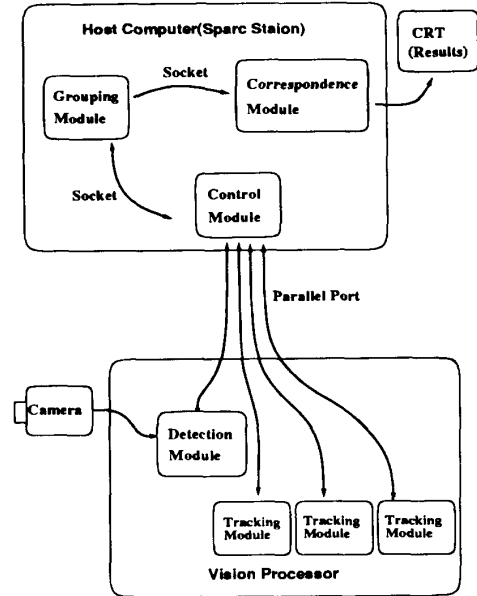 Host Computer(Sparc Staion)
CRT
(Results)
Socket
Correspondence
Module
Grouping
Module
Socket
Control
Module
Parallel Port
Camera
Detection
Module
Tracking
Module
Tracking
Module
Tracking
Module
Vision Processor